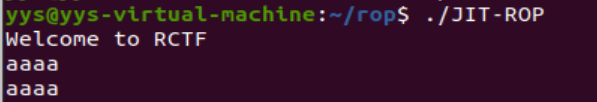 yys@yys-virtual-machine:~/rop$ ./JIT-ROP
Welcome to RCTF
aaaa
aaaa